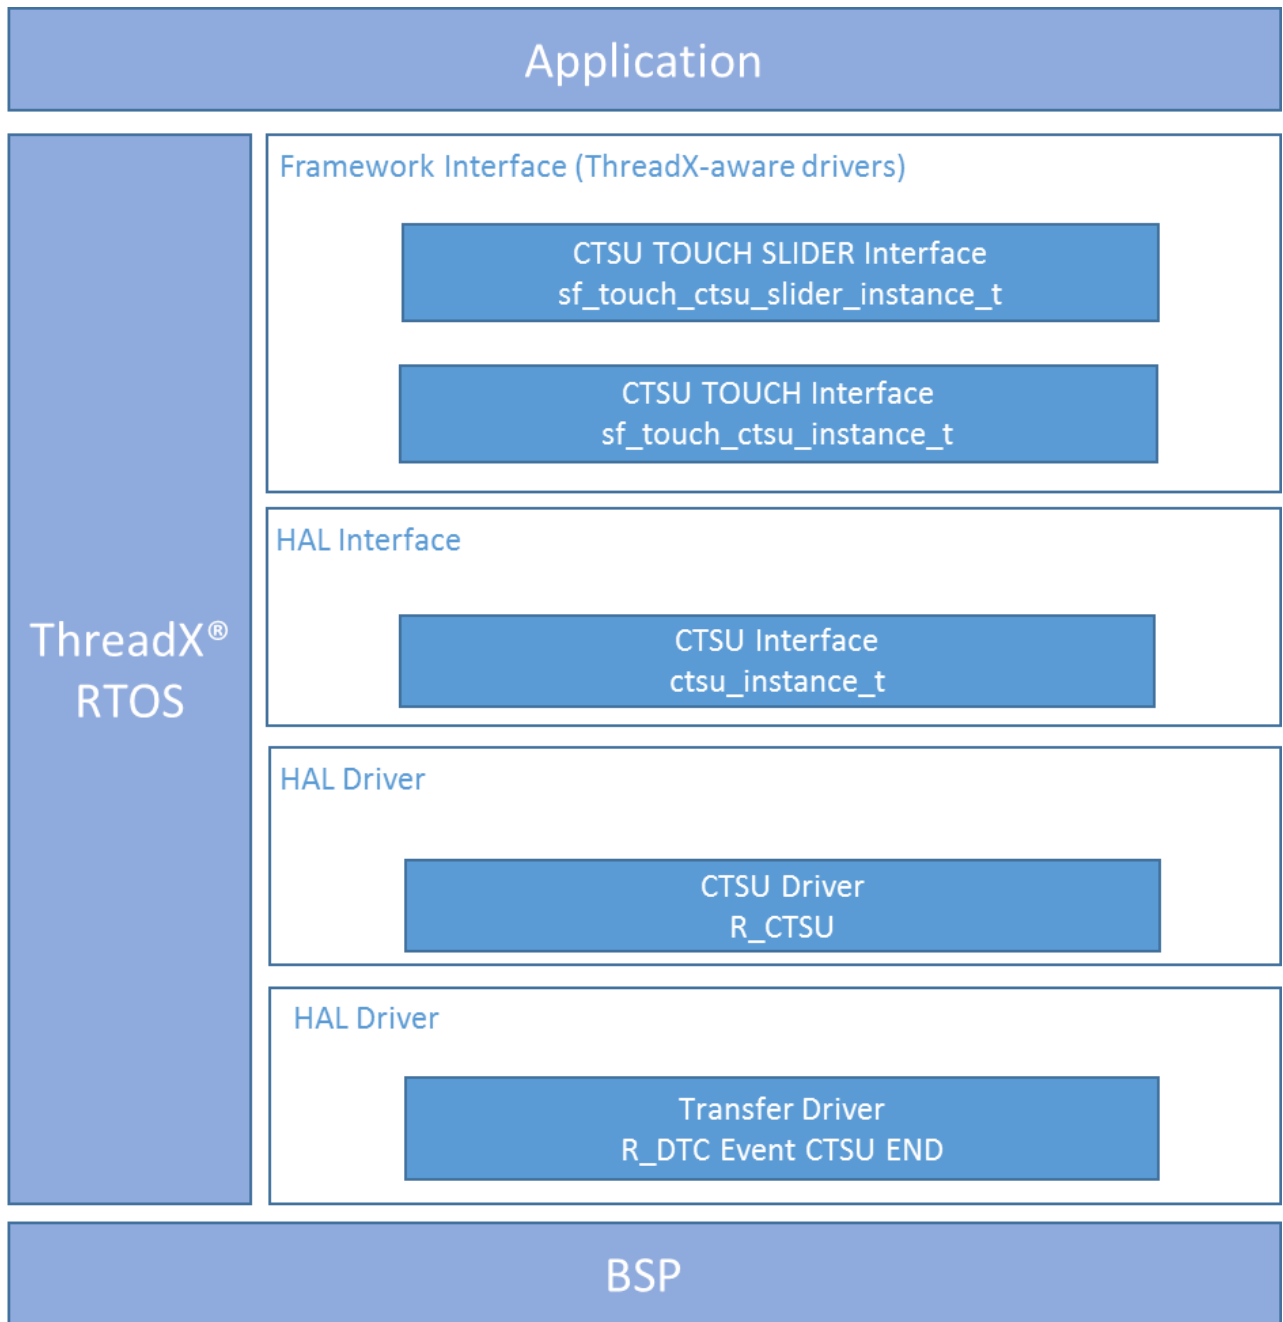 Application
ThreadX®
RTOS
Framework Interface (ThreadX-aware drivers)
CTSU TOUCH SLIDER Interface
sf_touch_ctsu_slider_instance_t
CTSU TOUCH Interface
sf_touch_ctsu_instance_t
HAL Interface
CTSU Interface
ctsu_instance_t
HAL Driver
CTSU Driver
R_CTSU
HAL Driver
Transfer Driver
R_DTC Event CTSU END
BSP